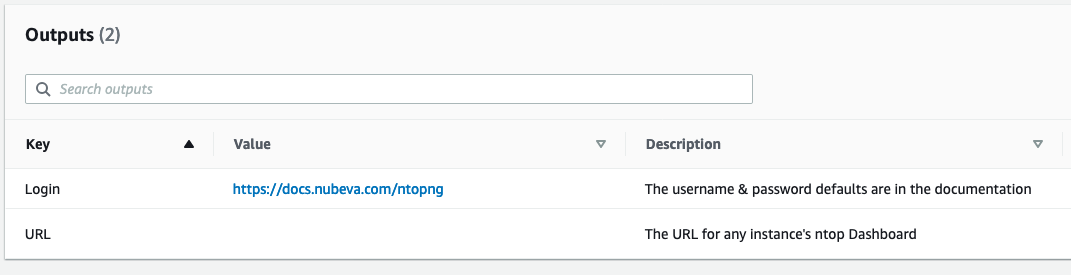 Outputs (2)
Search outputs
Key Value Description
Login https://docs.nubeva.com/ntopng The username & password defaults are in the documentation
URL The URL for any instance's ntop Dashboard